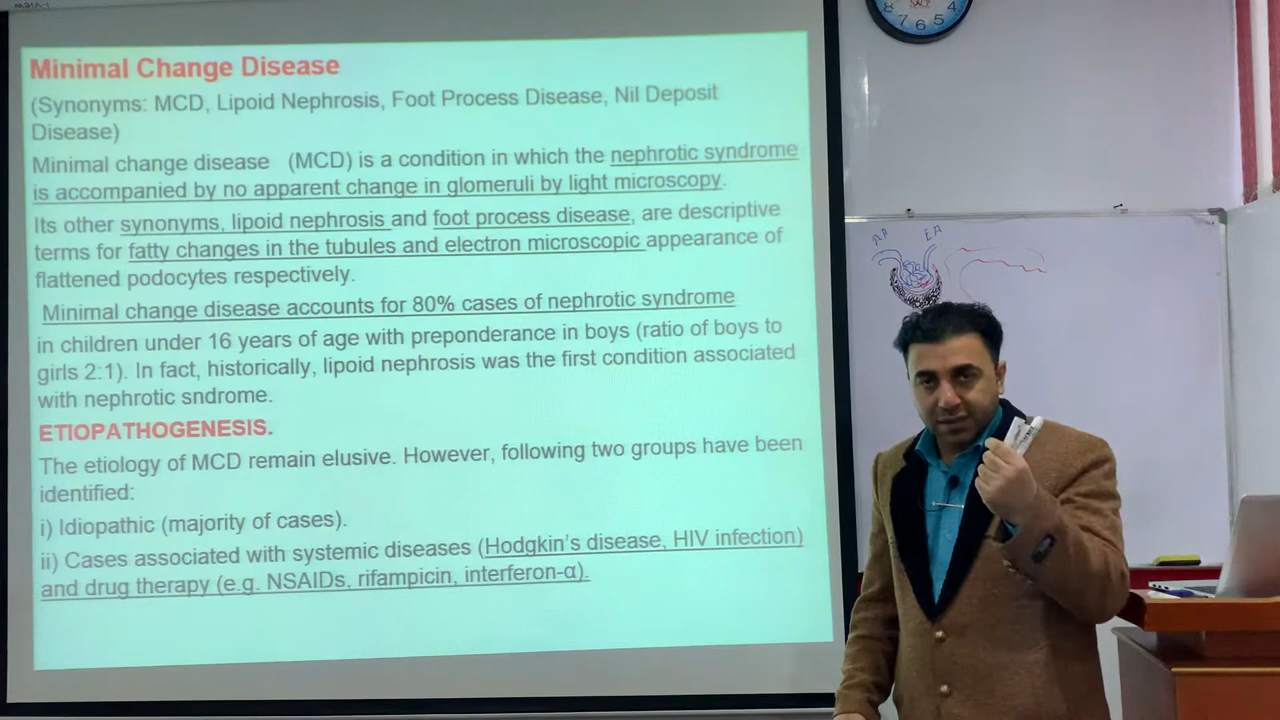 Minimal Change Disease
(Synonyms: MCD, Lipoid Nephrosis, Foot Process Disease, Nil Deposit
Disease)
Minimal change disease (MCD) is a condition in which the nephrotic syndrome
is accompanied by no apparent change in glomeruli by light microscopy.
Its other synonyms, lipoid nephrosis and foot process disease, are descriptive
terms for fatty changes in the tubules and electron microscopic appearance of
flattened podocytes respectively.
Minimal change disease accounts for 80% cases of nephrotic syndrome
in children under 16 years of age with preponderance in boys (ratio of boys to
girls 2:1). In fact, historically, lipoid nephrosis was the first condition associated
with nephrotic sndrome.
ETIOPATHOGENESIS.
The etiology of MCD remain elusive. However, following two groups have been
identified:
i) Idiopathic (majority of cases).
ii) Cases associated with systemic diseases (Hodgkin's disease, HIV infection)
and drug therapy (e.g. NSAIDs, rifampicin, interferon-α).
8 7 6 5 4
AA
EA